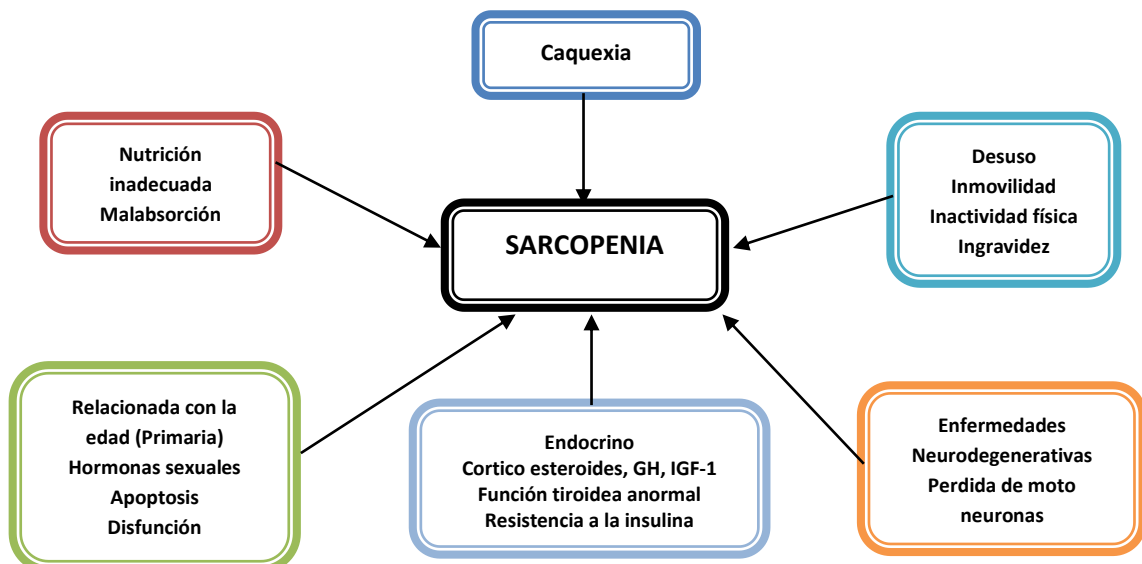 Caquexia
Nutrición
inadecuada
Malabsorción
Desuso
Inmovilidad
Inactividad física
Ingravidez
SARCOPENIA
Relacionada con la
edad (Primaria)
Hormonas sexuales
Apoptosis
Disfunción
Endocrino
Cortico esteroides, GH, IGF-1
Función tiroidea anormal
Resistencia a la insulina
Enfermedades
Neurodegenerativas
Perdida de moto
neuronas